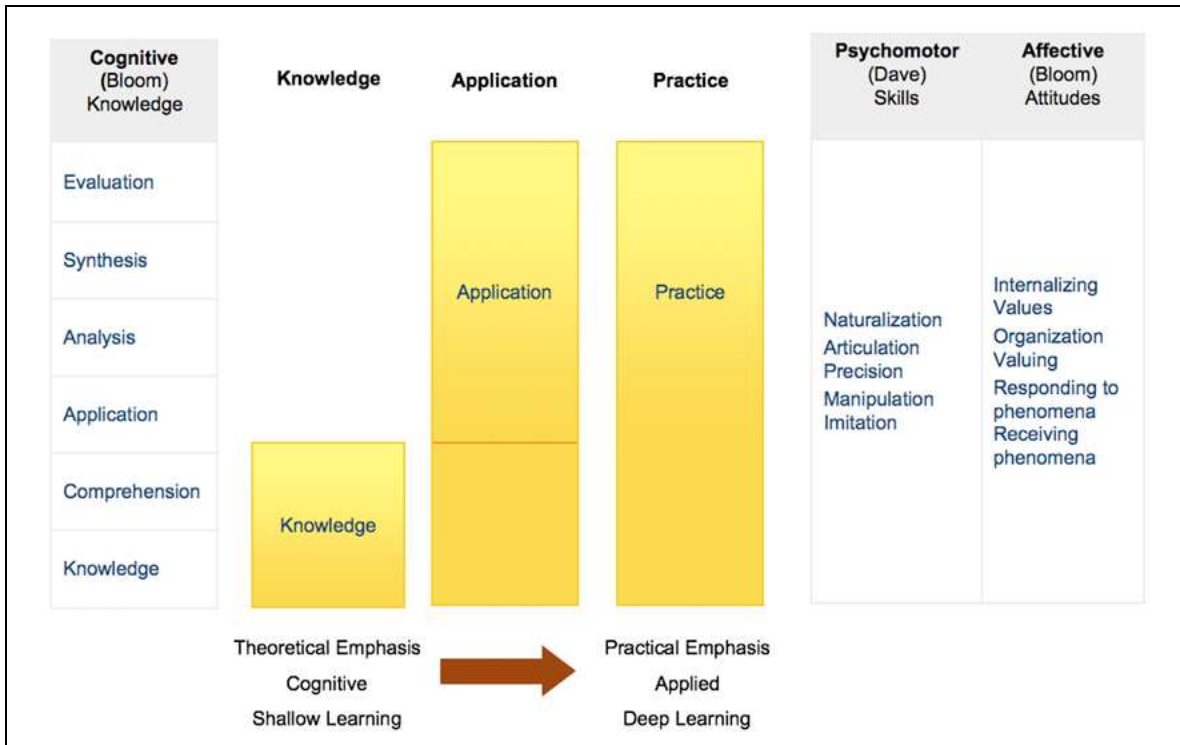 Cognitive
(Bloom)
Knowledge
Knowledge
Application
Practice
Psychomotor
(Dave)
Skills
Affective
(Bloom)
Attitudes
Evaluation
Synthesis
Analysis
Application
Comprehension
Knowledge
Knowledge
Application
Practice
Naturalization
Articulation
Precision
Manipulation
Imitation
Internalizing
Values
Organization
Valuing
Responding to
phenomena
Receiving
phenomena
Theoretical Emphasis
Cognitive
Shallow Learning
Practical Emphasis
Applied
Deep Learning